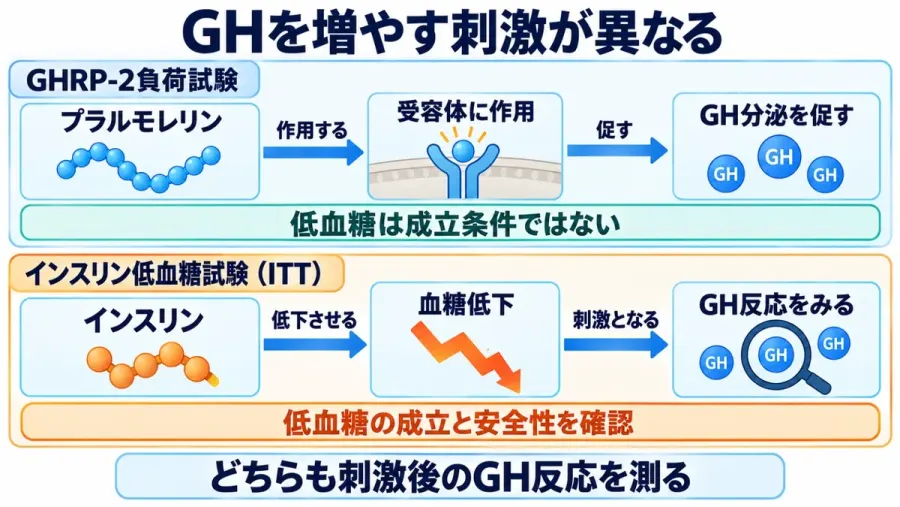 GHを増やす刺激が異なる
GHRP-2負荷試験
プラルモレリン
作用する
受容体に作用
促す
GH分泌を促す
GH
GH
GH
低血糖は成立条件ではない
インスリン低血糖試験（ITT）
インスリン
低下させる
血糖低下
刺激となる
GH反応をみる
GH
GH
GH
低血糖の成立と安全性を確認
どちらも刺激後のGH反応を測る